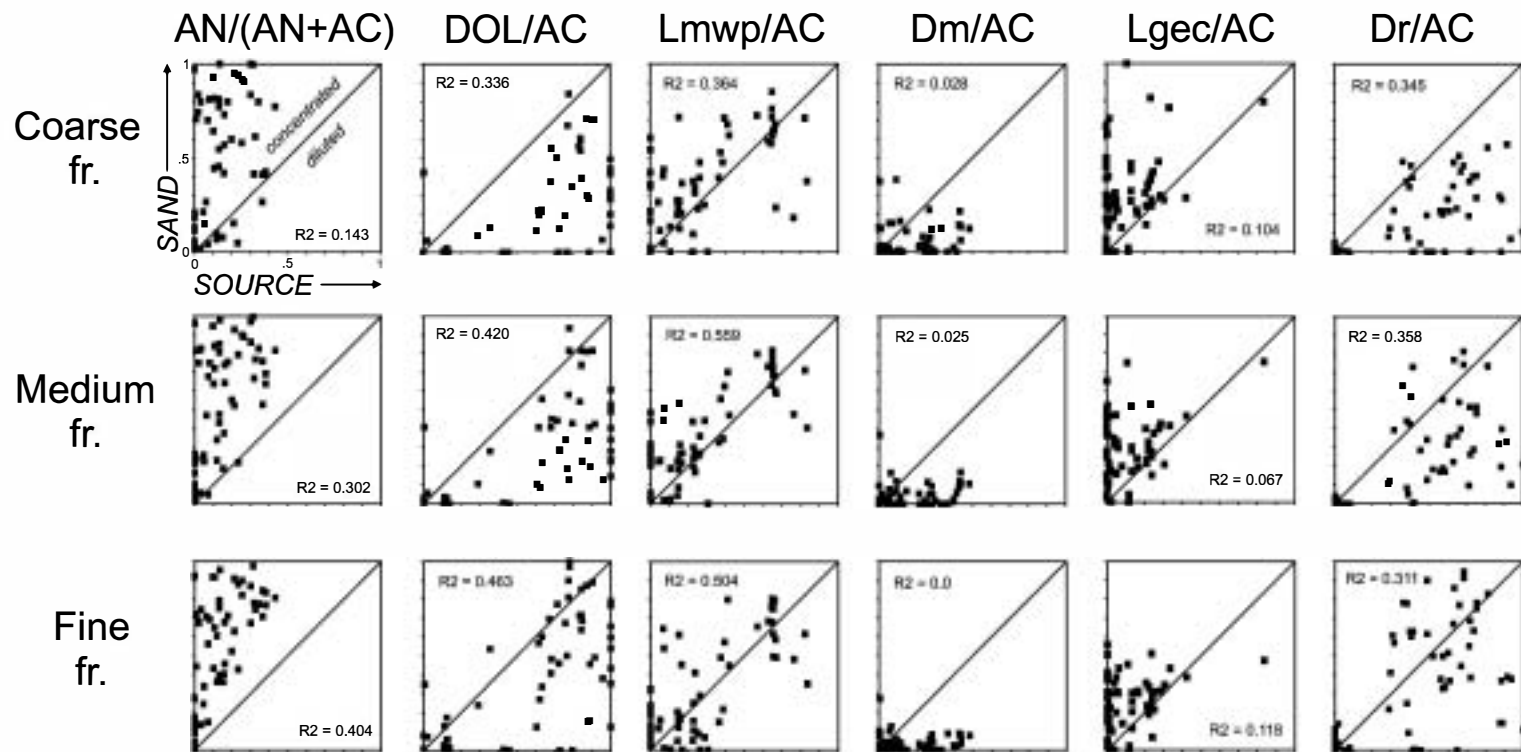 AN/(AN+AC) DOL/AC Lmwp/AC Dm/AC Lgec/AC Dr/AC
Coarse
fr.
SAND
1
.5
0
concentrated
diluted
R2 = 0.143
0 .5 1
SOURCE
R2 = 0.336
R2 = 0.364
R2 = 0.028
R2 = 0.104
R2 = 0.345
Medium
fr.
R2 = 0.302
R2 = 0.420
R2 = 0.559
R2 = 0.025
R2 = 0.067
R2 = 0.358
Fine
fr.
R2 = 0.404
R2 = 0.463
R2 = 0.504
R2 = 0.0
R2 = 0.118
R2 = 0.311